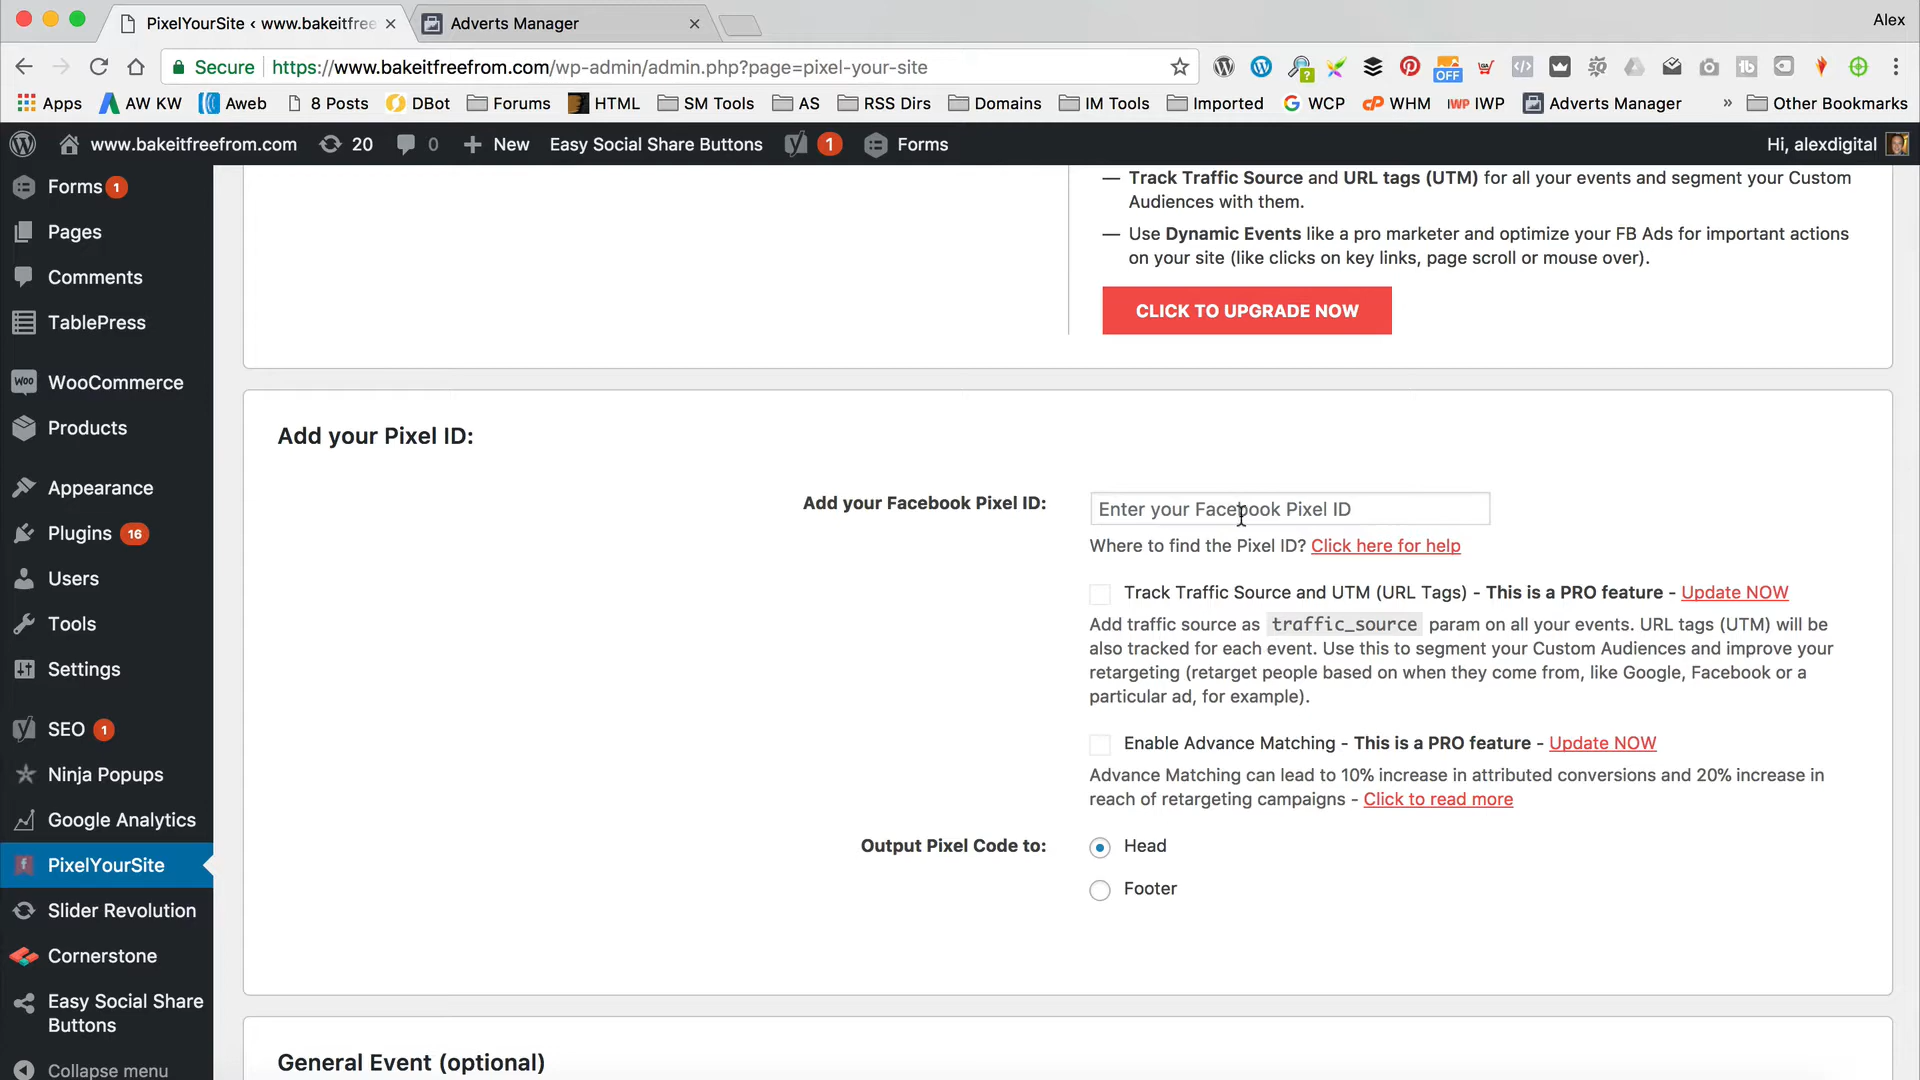 PixelYourSite ‹ www.bakeitfree
Adverts Manager
Alex
Secure https://www.bakeitfreefrom.com/wp-admin/admin.php?page=pixel-your-site
OFF
Apps AW KW Aweb 8 Posts DBot Forums HTML SM Tools AS RSS Dirs Domains IM Tools Imported WCP WHM IWP IWP Adverts Manager » Other Bookmarks
www.bakeitfreefrom.com 20 0 New Easy Social Share Buttons 1 Forms Hi, alexdigital
Forms 1
Pages
Comments
TablePress
WooCommerce
Products
Appearance
Plugins 16
Users
Tools
Settings
SEO 1
Ninja Popups
Google Analytics
PixelYourSite
Slider Revolution
Cornerstone
Easy Social Share
Buttons
Collapse menu
— Track Traffic Source and URL tags (UTM) for all your events and segment your Custom
Audiences with them.
— Use Dynamic Events like a pro marketer and optimize your FB Ads for important actions
on your site (like clicks on key links, page scroll or mouse over).
CLICK TO UPGRADE NOW
Add your Pixel ID:
Add your Facebook Pixel ID:
Enter your Facebook Pixel ID
Where to find the Pixel ID? Click here for help
Track Traffic Source and UTM (URL Tags) - This is a PRO feature - Update NOW
Add traffic source as traffic_source param on all your events. URL tags (UTM) will be
also tracked for each event. Use this to segment your Custom Audiences and improve your
retargeting (retarget people based on when they come from, like Google, Facebook or a
particular ad, for example).
Enable Advance Matching - This is a PRO feature - Update NOW
Advance Matching can lead to 10% increase in attributed conversions and 20% increase in
reach of retargeting campaigns - Click to read more
Output Pixel Code to:
Head
Footer
General Event (optional)